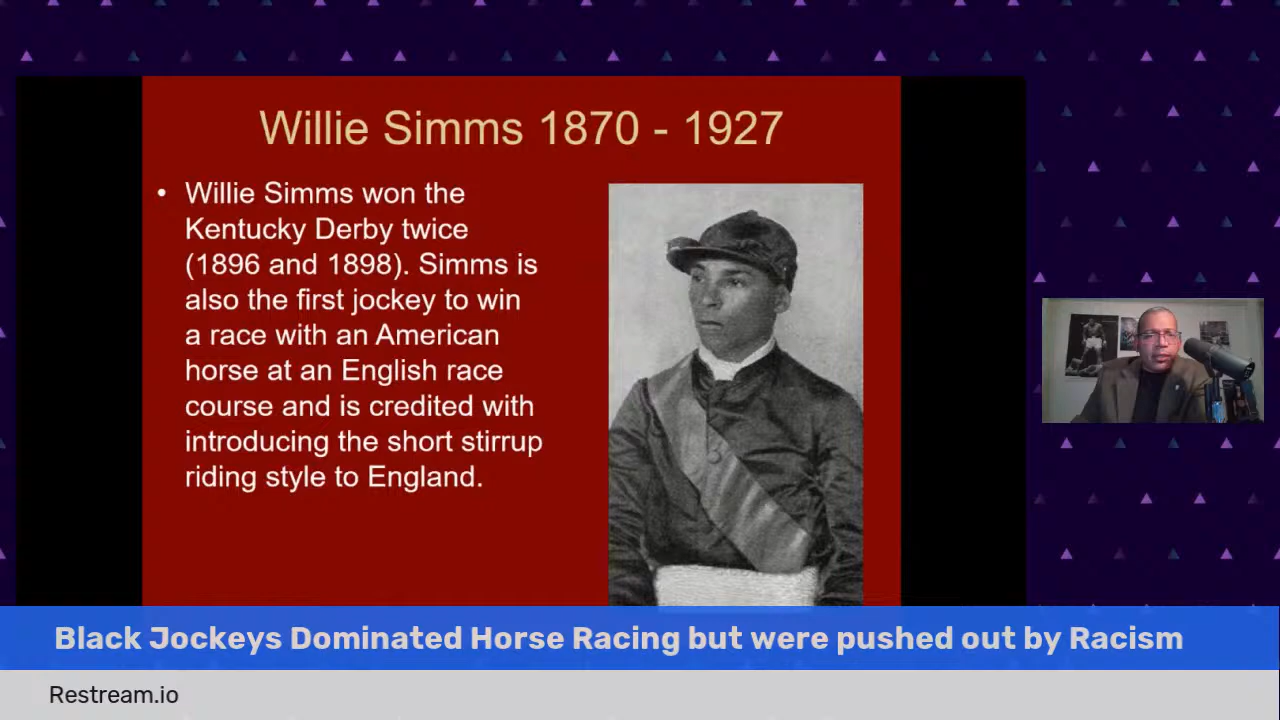 Willie Simms 1870 - 1927
• Willie Simms won the
Kentucky Derby twice
(1896 and 1898). Simms is
also the first jockey to win
a race with an American
horse at an English race
course and is credited with
introducing the short stirrup
riding style to England.
Black Jockeys Dominated Horse Racing but were pushed out by Racism
Restream.io